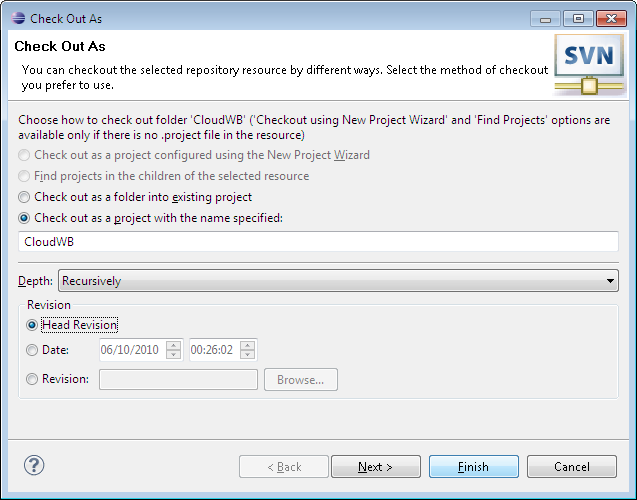 Check Out As
Check Out As
You can checkout the selected repository resource by different ways. Select the method of checkout
you prefer to use.
SVN
Choose how to check out folder 'CloudWB' ('Checkout using New Project Wizard' and 'Find Projects' options are
available only if there is no .project file in the resource)
Check out as a project configured using the New Project Wizard
Find projects in the children of the selected resource
Check out as a folder into existing project
Check out as a project with the name specified:
CloudWB
Depth: Recursively
Revision
Head Revision
Date: 06/10/2010 00:26:02
Revision: Browse...
? < Back Next > Finish Cancel